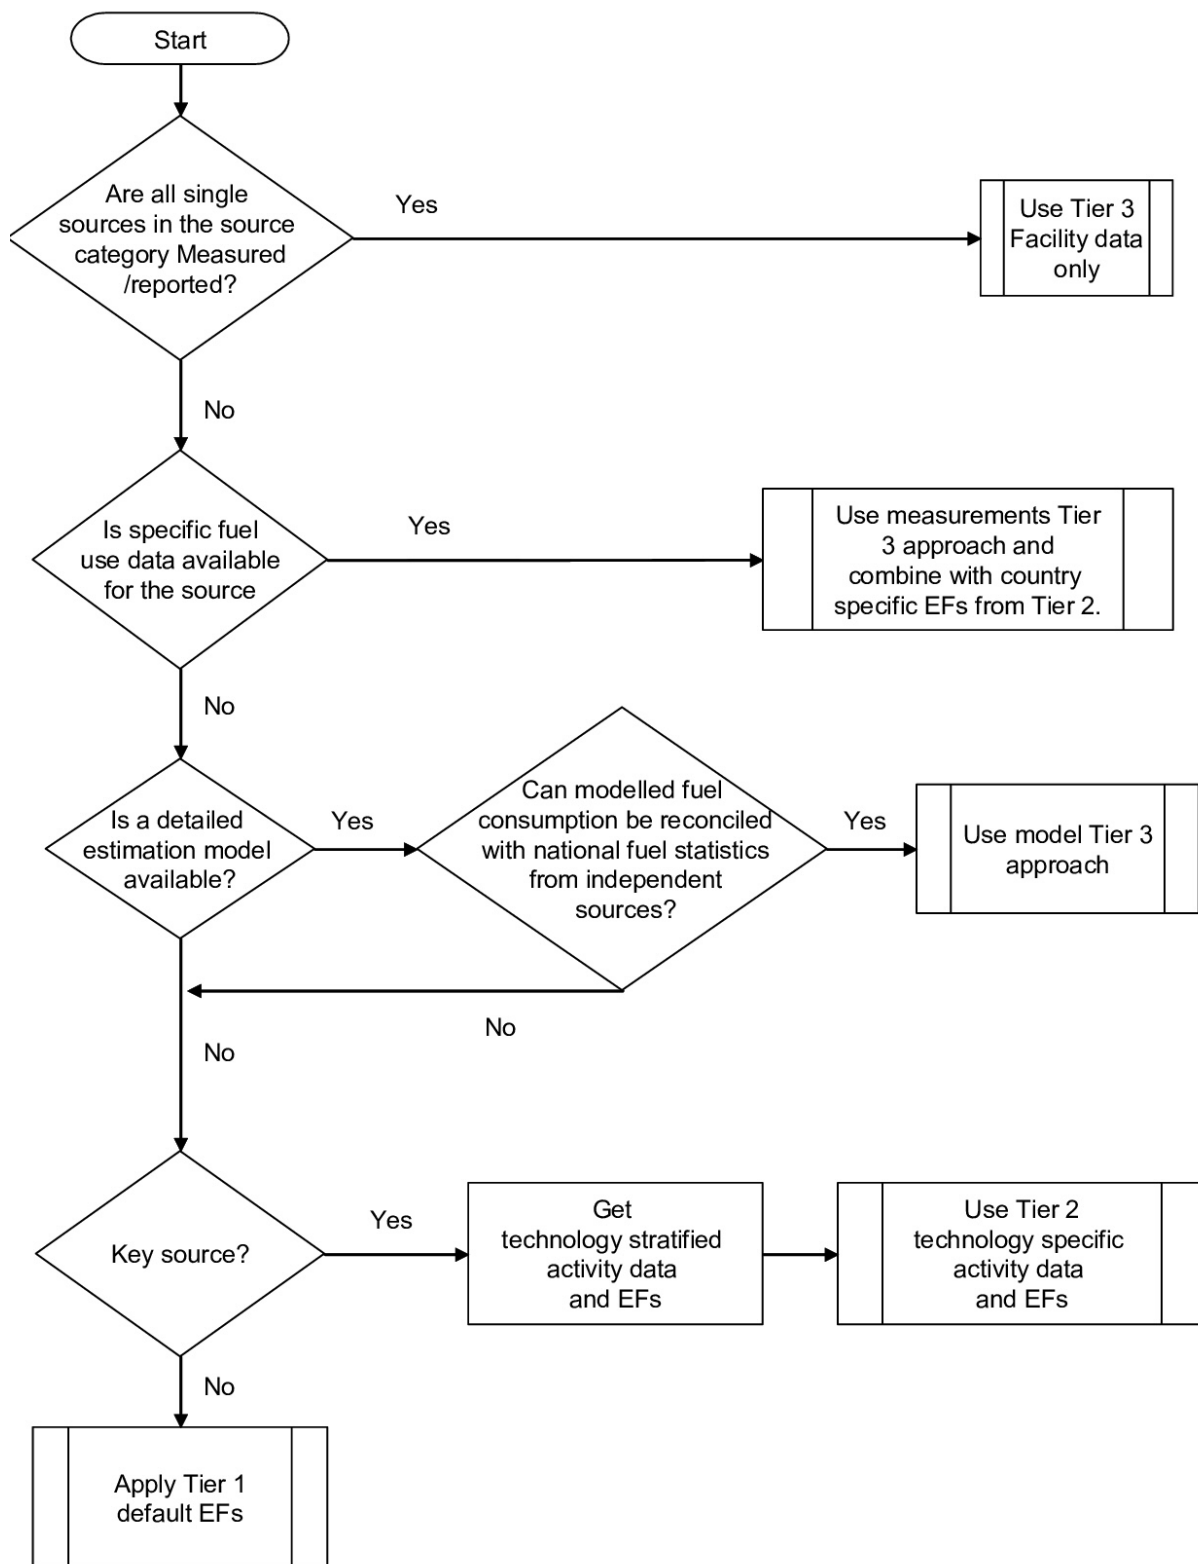 Start
Are all single
sources in the source
category Measured
/reported?
Yes
Use Tier 3
Facility data
only
No
Is specific fuel
use data available
for the source
Yes
Use measurements Tier
3 approach and
combine with country
specific EFs from Tier 2.
No
Is a detailed
estimation model
available?
Yes
Can modelled fuel
consumption be reconciled
with national fuel statistics
from independent
sources?
Yes
Use model Tier 3
approach
No
No
Key source?
Yes
Get
technology stratified
activity data
and EFs
Use Tier 2
technology specific
activity data
and EFs
No
Apply Tier 1
default EFs